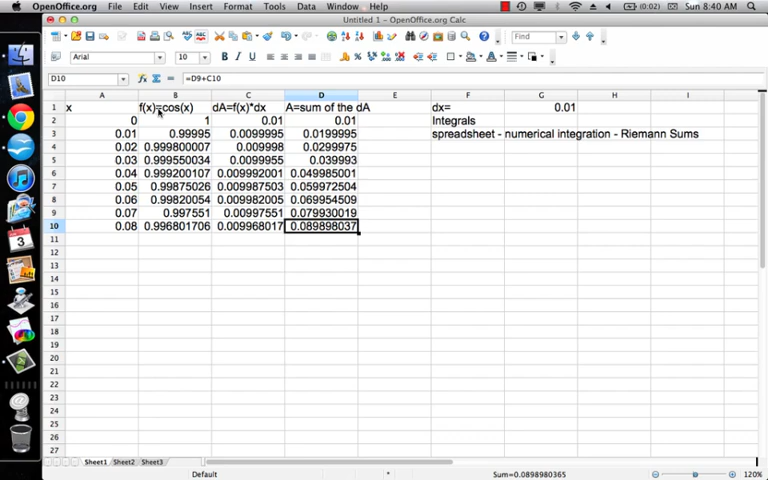 OpenOffice.org File Edit View Insert Format Tools Data Window Help (0:02) Sun 8:40 AM
Untitled 1 - OpenOffice.org Calc
Find
Arial 10
D10 =D9+C10
A B C D E F G H I
1 x f(x)=cos(x) dA=f(x)*dx A=sum of the dA dx= 0.01
2 0 1 0.01 0.01 Integrals
3 0.01 0.99995 0.0099995 0.0199995 spreadsheet - numerical integration - Riemann Sums
4 0.02 0.999800007 0.009998 0.0299975
5 0.03 0.999550034 0.0099955 0.039993
6 0.04 0.999200107 0.009992001 0.049985001
7 0.05 0.99875026 0.009987503 0.059972504
8 0.06 0.99820054 0.009982005 0.069954509
9 0.07 0.997551 0.00997551 0.079930019
10 0.08 0.996801706 0.009968017 0.089898037
11
12
13
14
15
16
17
18
19
20
21
22
23
24
25
26
27
Sheet1 Sheet2 Sheet3
Default * Sum=0.0898980365 120%